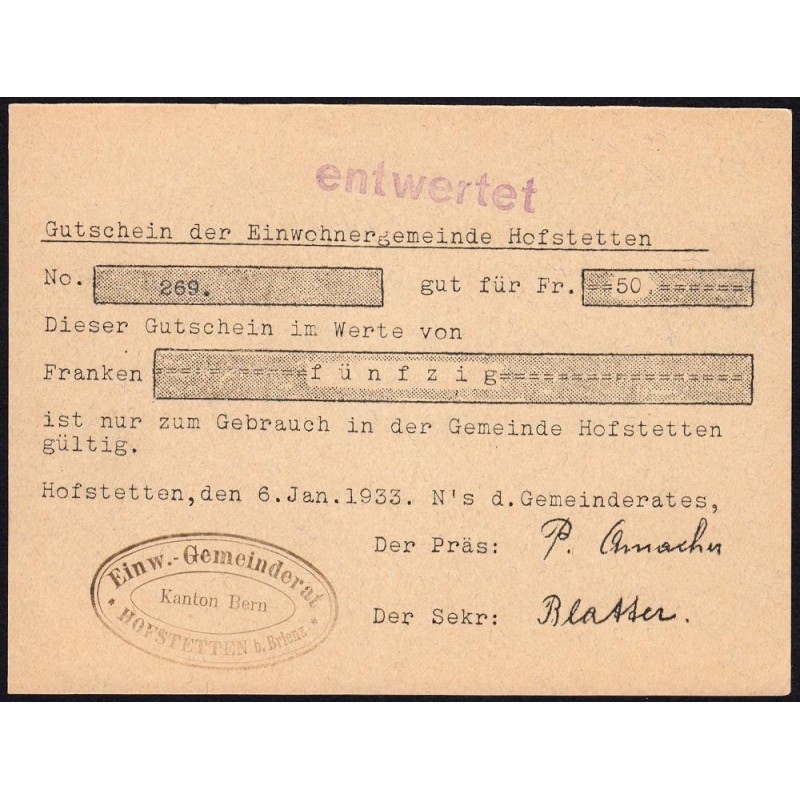 entwertet
Gutschein der Einwohnergemeinde Hofstetten
No. 269. gut für Fr. ==50.======
Dieser Gutschein im Werte von
Franken ==========fünfzig================
ist nur zum Gebrauch in der Gemeinde Hofstetten
gültig.
Hofstetten,den 6.Jan.1933. N's d.Gemeinderates,
Der Präs: P. Amacher
Der Sekr: Blatter.
Einw.-Gemeinderat
Kanton Bern
* HOFSTETTEN b. Brienz *